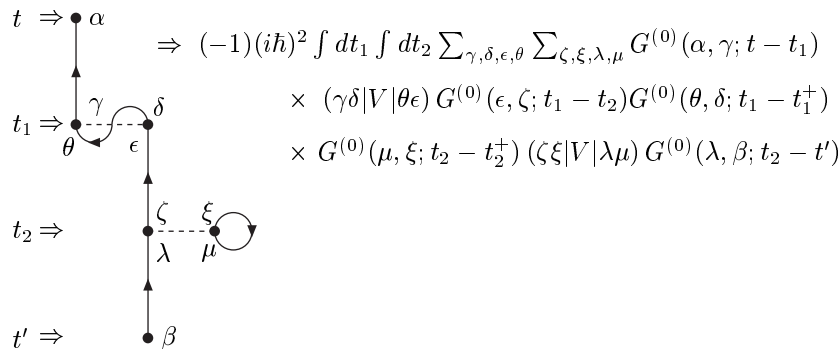 t ⇒ α
⇒ (-1)(iħ)² ∫ dt₁ ∫ dt₂ ∑_{γ,δ,ϵ,θ} ∑_{ζ,ξ,λ,μ} G⁽⁰⁾(α, γ; t − t₁)
γ δ
× (γδ|V|θϵ) G⁽⁰⁾(ϵ, ζ; t₁ − t₂)G⁽⁰⁾(θ, δ; t₁ − t₁⁺)
t₁ ⇒
θ ϵ
× G⁽⁰⁾(μ, ξ; t₂ − t₂⁺) (ζξ|V|λμ) G⁽⁰⁾(λ, β; t₂ − t′)
ζ ξ
t₂ ⇒
λ μ
t′ ⇒ β